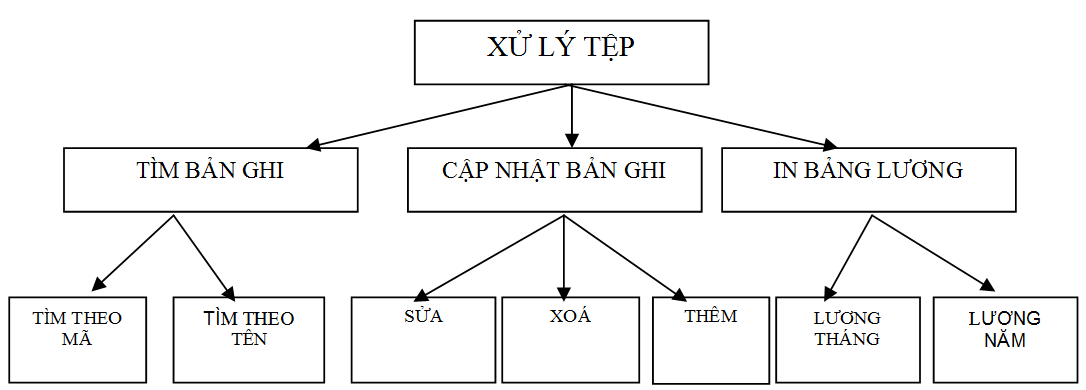 XỬ LÝ TỆP
TÌM BẢN GHI
CẬP NHẬT BẢN GHI
IN BẢNG LƯƠNG
TÌM THEO
MÃ
TÌM THEO
TÊN
SỬA
XOÁ
THÊM
LƯƠNG
THÁNG
LƯƠNG
NĂM